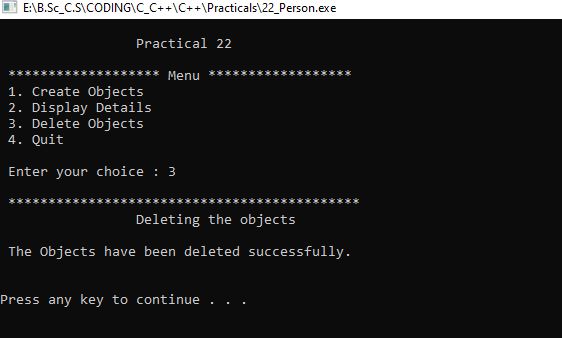 E:\B.Sc_C.S\CODING\C_C++\C++\Practicals\22_Person.exe
Practical 22
******************* Menu ******************
1. Create Objects
2. Display Details
3. Delete Objects
4. Quit
Enter your choice : 3
********************************************
Deleting the objects
The Objects have been deleted successfully.
Press any key to continue . . .